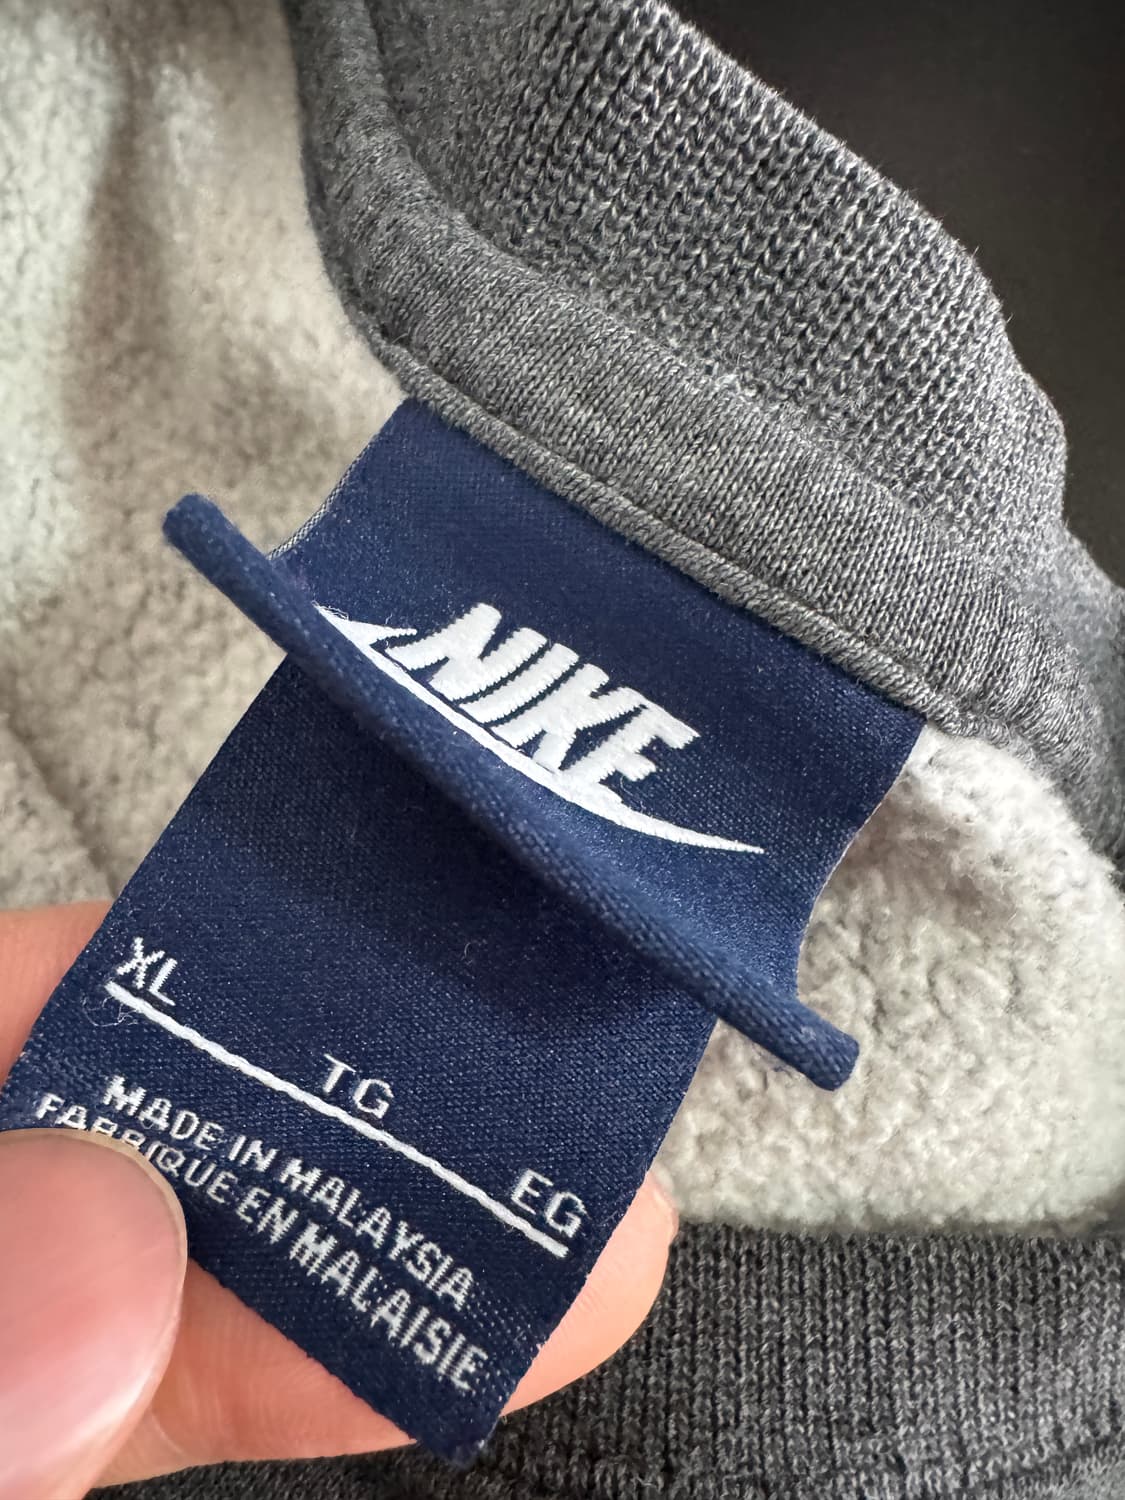 NIKE
XL TG EG
MADE IN MALAYSIA
FABRIQUE EN MALAISIE